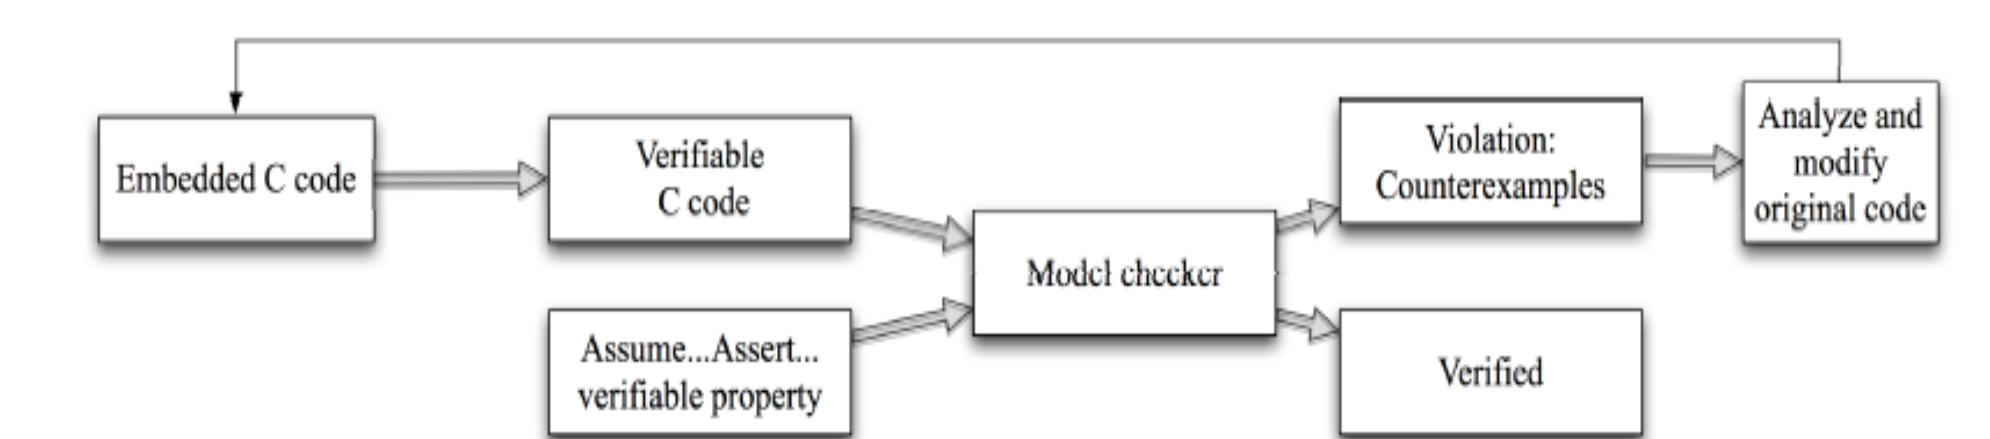 Embedded C code
Verifiable
C code
Assume...Assert...
verifiable property
Model checker
Violation:
Counterexamples
Verified
Analyze and
modify
original code